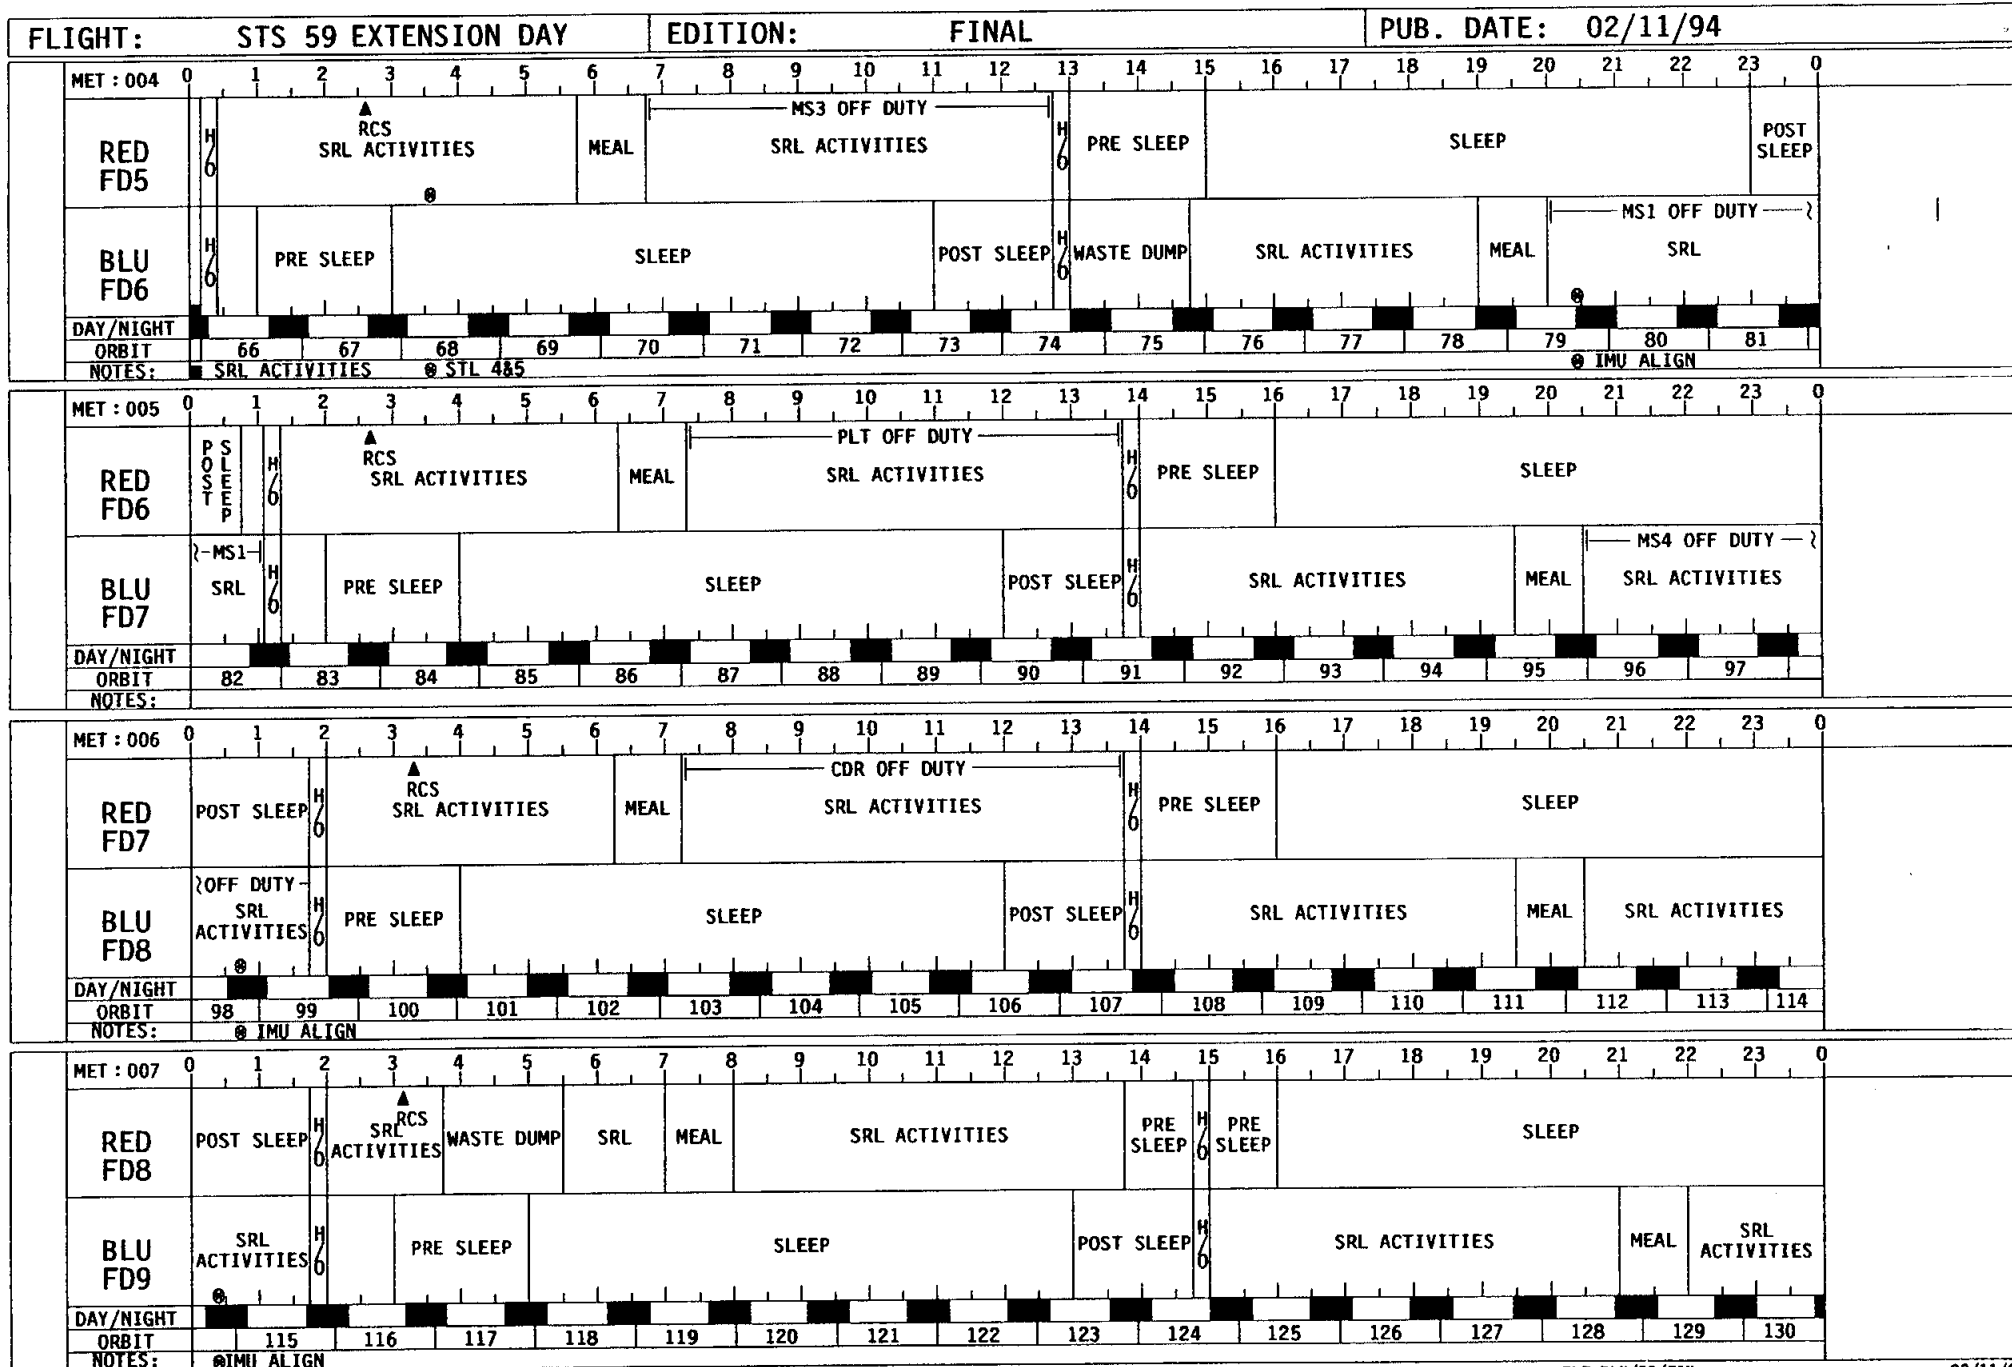 FLIGHT: STS 59 EXTENSION DAY EDITION: FINAL PUB. DATE: 02/11/94
MET:004 0 1 2 3 4 5 6 7 8 9 10 11 12 13 14 15 16 17 18 19 20 21 22 23 0
RED FD5
H/O
RCS
SRL ACTIVITIES
MEAL
MS3 OFF DUTY
SRL ACTIVITIES
H/O
PRE SLEEP
SLEEP
POST SLEEP
BLU FD6
H/O
PRE SLEEP
SLEEP
POST SLEEP
H/O
WASTE DUMP
SRL ACTIVITIES
MEAL
MS1 OFF DUTY
SRL
DAY/NIGHT
ORBIT 66 67 68 69 70 71 72 73 74 75 76 77 78 79 80 81
NOTES: ■ SRL ACTIVITIES ⊗ STL 4&5 ⊗ IMU ALIGN
MET:005 0 1 2 3 4 5 6 7 8 9 10 11 12 13 14 15 16 17 18 19 20 21 22 23 0
RED FD6
POST SLEEP
H/O
RCS
SRL ACTIVITIES
MEAL
PLT OFF DUTY
SRL ACTIVITIES
H/O
PRE SLEEP
SLEEP
BLU FD7
MS1
SRL
H/O
PRE SLEEP
SLEEP
POST SLEEP
H/O
SRL ACTIVITIES
MEAL
MS4 OFF DUTY
SRL ACTIVITIES
DAY/NIGHT
ORBIT 82 83 84 85 86 87 88 89 90 91 92 93 94 95 96 97
NOTES:
MET:006 0 1 2 3 4 5 6 7 8 9 10 11 12 13 14 15 16 17 18 19 20 21 22 23 0
RED FD7
POST SLEEP
H/O
RCS
SRL ACTIVITIES
MEAL
CDR OFF DUTY
SRL ACTIVITIES
H/O
PRE SLEEP
SLEEP
BLU FD8
OFF DUTY
SRL ACTIVITIES
H/O
PRE SLEEP
SLEEP
POST SLEEP
H/O
SRL ACTIVITIES
MEAL
SRL ACTIVITIES
DAY/NIGHT
ORBIT 98 99 100 101 102 103 104 105 106 107 108 109 110 111 112 113 114
NOTES: ⊗ IMU ALIGN
MET:007 0 1 2 3 4 5 6 7 8 9 10 11 12 13 14 15 16 17 18 19 20 21 22 23 0
RED FD8
POST SLEEP
H/O
RCS
SRL ACTIVITIES
WASTE DUMP
SRL
MEAL
SRL ACTIVITIES
PRE SLEEP
H/O
PRE SLEEP
SLEEP
BLU FD9
SRL ACTIVITIES
H/O
PRE SLEEP
SLEEP
POST SLEEP
H/O
SRL ACTIVITIES
MEAL
SRL ACTIVITIES
DAY/NIGHT
ORBIT 115 116 117 118 119 120 121 122 123 124 125 126 127 128 129 130
NOTES: ⊗IMU ALIGN